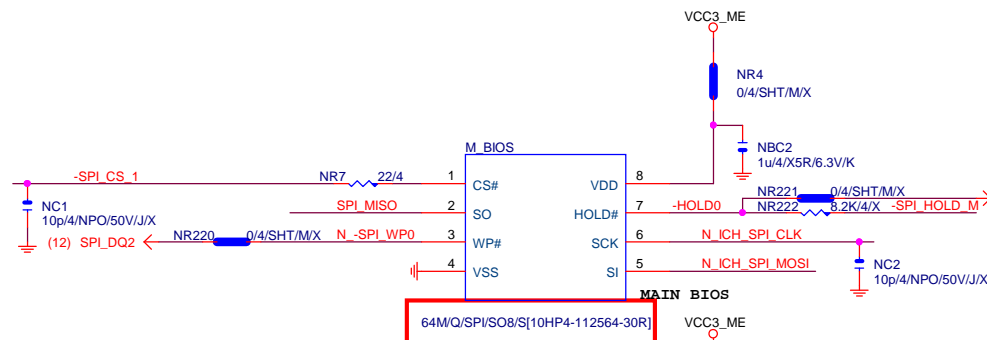 VCC3_ME
NR4
0/4/SHT/M/X
M_BIOS
NBC2
1u/4/X5R/6.3V/K
-SPI_CS_1
NR7 22/4 1 CS# VDD 8
NR221 0/4/SHT/M/X
NC1
10p/4/NPO/50V/J/X
SPI_MISO 2 SO HOLD# 7 -HOLD0 NR222 8.2K/4/X -SPI_HOLD_M
(12) SPI_DQ2 NR220 0/4/SHT/M/X N_-SPI_WP0 3 WP# SCK 6 N_ICH_SPI_CLK
4 VSS SI 5 N_ICH_SPI_MOSI
NC2
10p/4/NPO/50V/J/X
MAIN BIOS
64M/Q/SPI/SO8/S[10HP4-112564-30R]
VCC3_ME